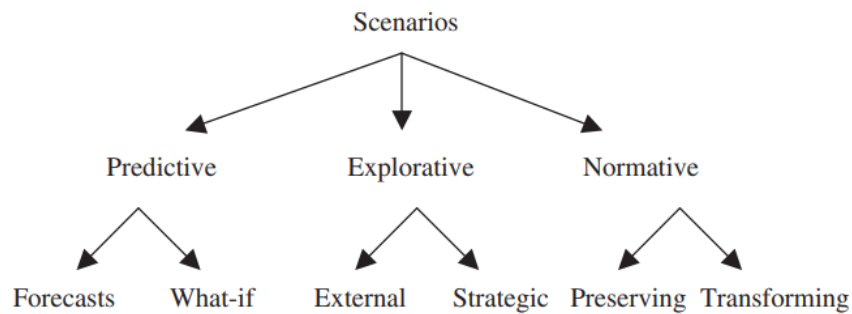 Scenarios
Predictive Explorative Normative
Forecasts What-if External Strategic Preserving Transforming